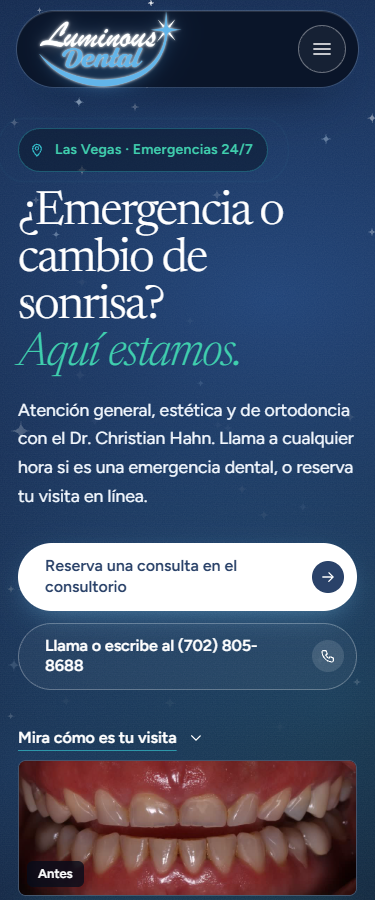 Luminous
Dental
Las Vegas · Emergencias 24/7
¿Emergencia o
cambio de
sonrisa?
Aquí estamos.
Atención general, estética y de ortodoncia
con el Dr. Christian Hahn. Llama a cualquier
hora si es una emergencia dental, o reserva
tu visita en línea.
Reserva una consulta en el
consultorio
Llama o escribe al (702) 805-
8688
Mira cómo es tu visita
Antes